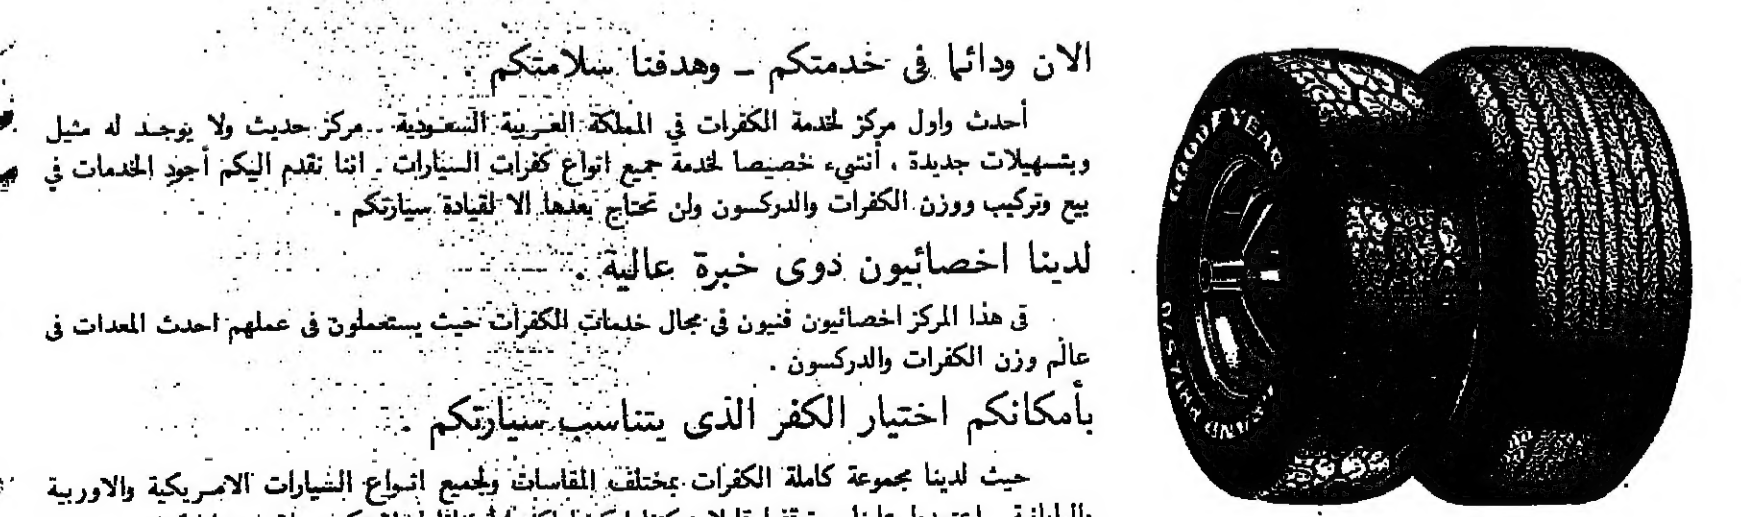 الان ودائما فى خدمتكم - وهدفنا سلامتكم .
أحدث واول مركز لخدمة الكفرات في المملكة العربية السعودية . مركز حديث ولا يوجد له مثيل
وبتسهيلات جديدة ، أنشيء خصيصا لخدمة جميع انواع كفرات السيارات . اننا نقدم اليكم أجود الخدمات في
بيع وتركيب ووزن الكفرات والدركسون ولن تحتاج بعدها الا لقيادة سيارتكم .
لدينا اخصائيون ذوى خبرة عالية .
فى هذا المركز اخصائيون فنيون فى مجال خدمات الكفرات حيث يستعملون فى عملهم احدث المعدات فى
عالم وزن الكفرات والدركسون .
بأمكانكم اختيار الكفر الذى يتناسب سيارتكم .
حيث لدينا مجموعة كاملة الكفرات بمختلف المقاسات ولجميع انواع السيارات الامريكية والاوربية
GOODYEAR